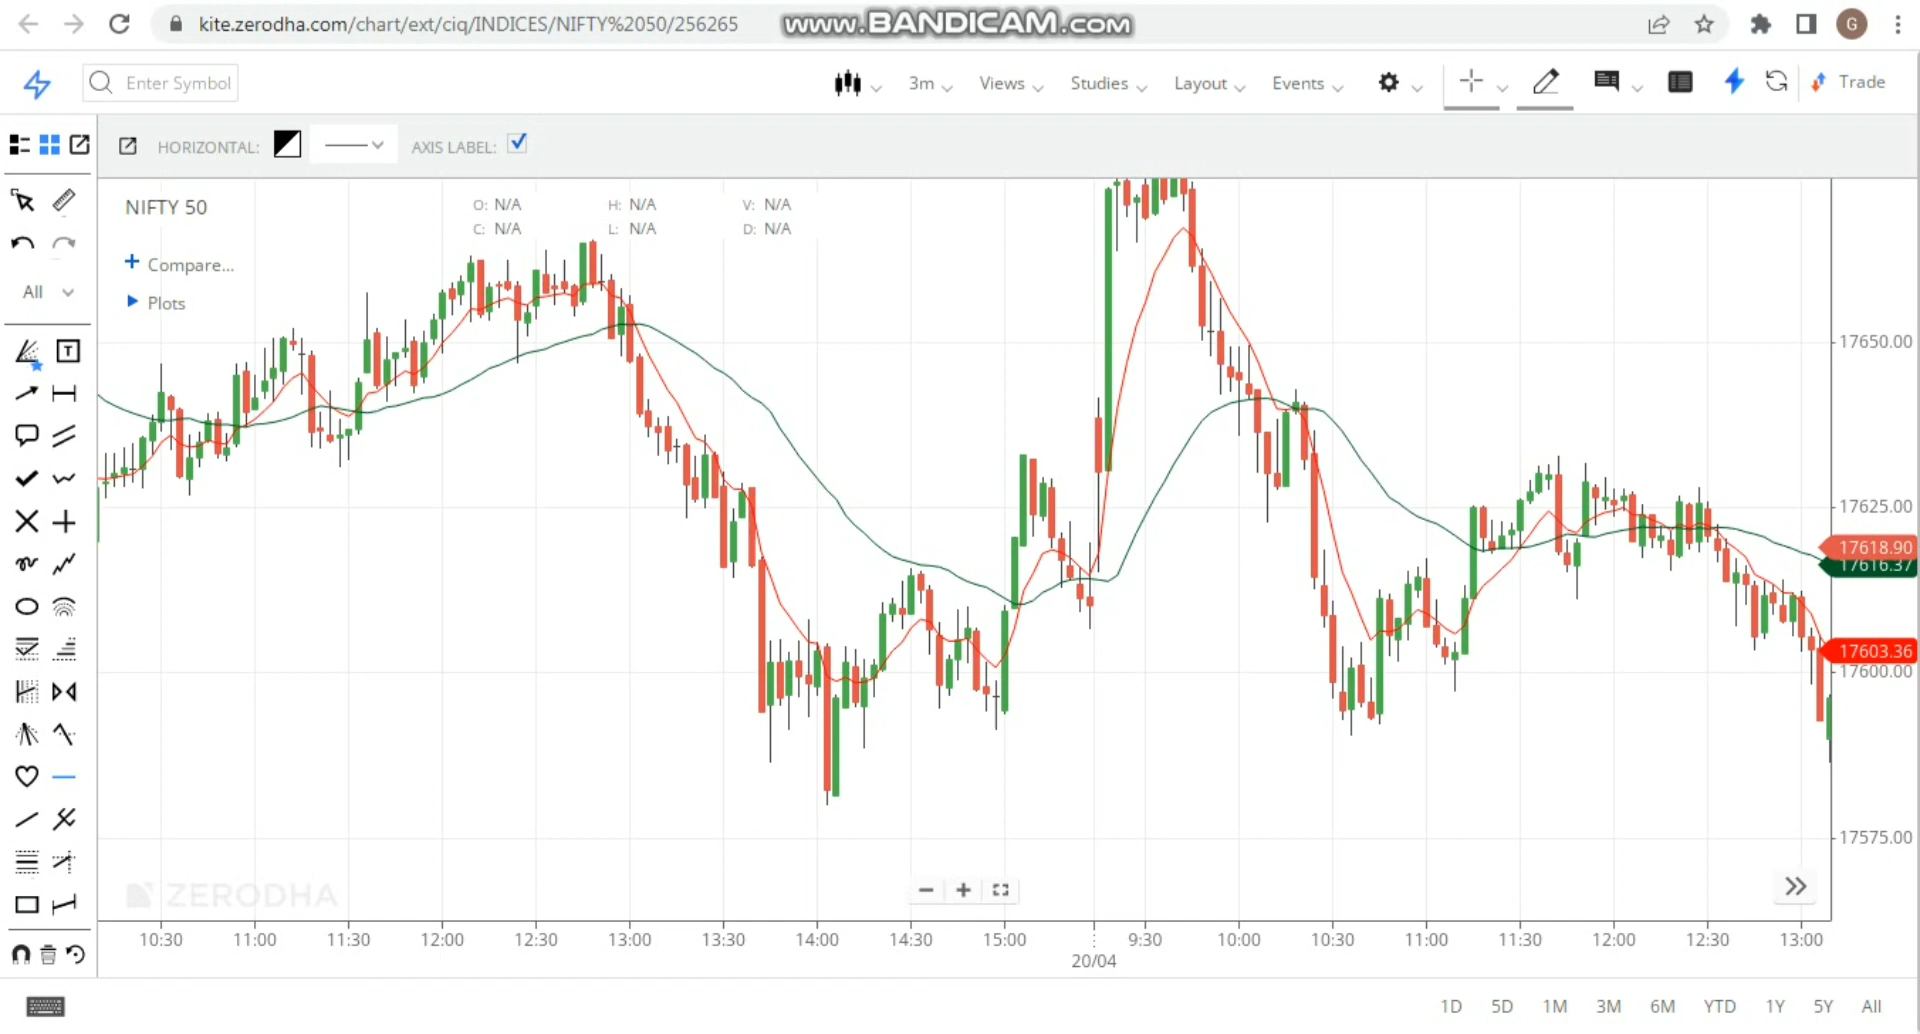 kite.zerodha.com/chart/ext/ciq/INDICES/NIFTY%2050/256265
www.BANDICAM.com
G
Enter Symbol
3m
Views
Studies
Layout
Events
Trade
HORIZONTAL:
AXIS LABEL:
NIFTY 50
O: N/A H: N/A V: N/A
C: N/A L: N/A D: N/A
Compare...
Plots
All
T
17650.00
17625.00
17618.90
17616.37
17603.36
17600.00
17575.00
ZERODHA
10:30 11:00 11:30 12:00 12:30 13:00 13:30 14:00 14:30 15:00 9:30 10:00 10:30 11:00 11:30 12:00 12:30 13:00
20/04
1D 5D 1M 3M 6M YTD 1Y 5Y All